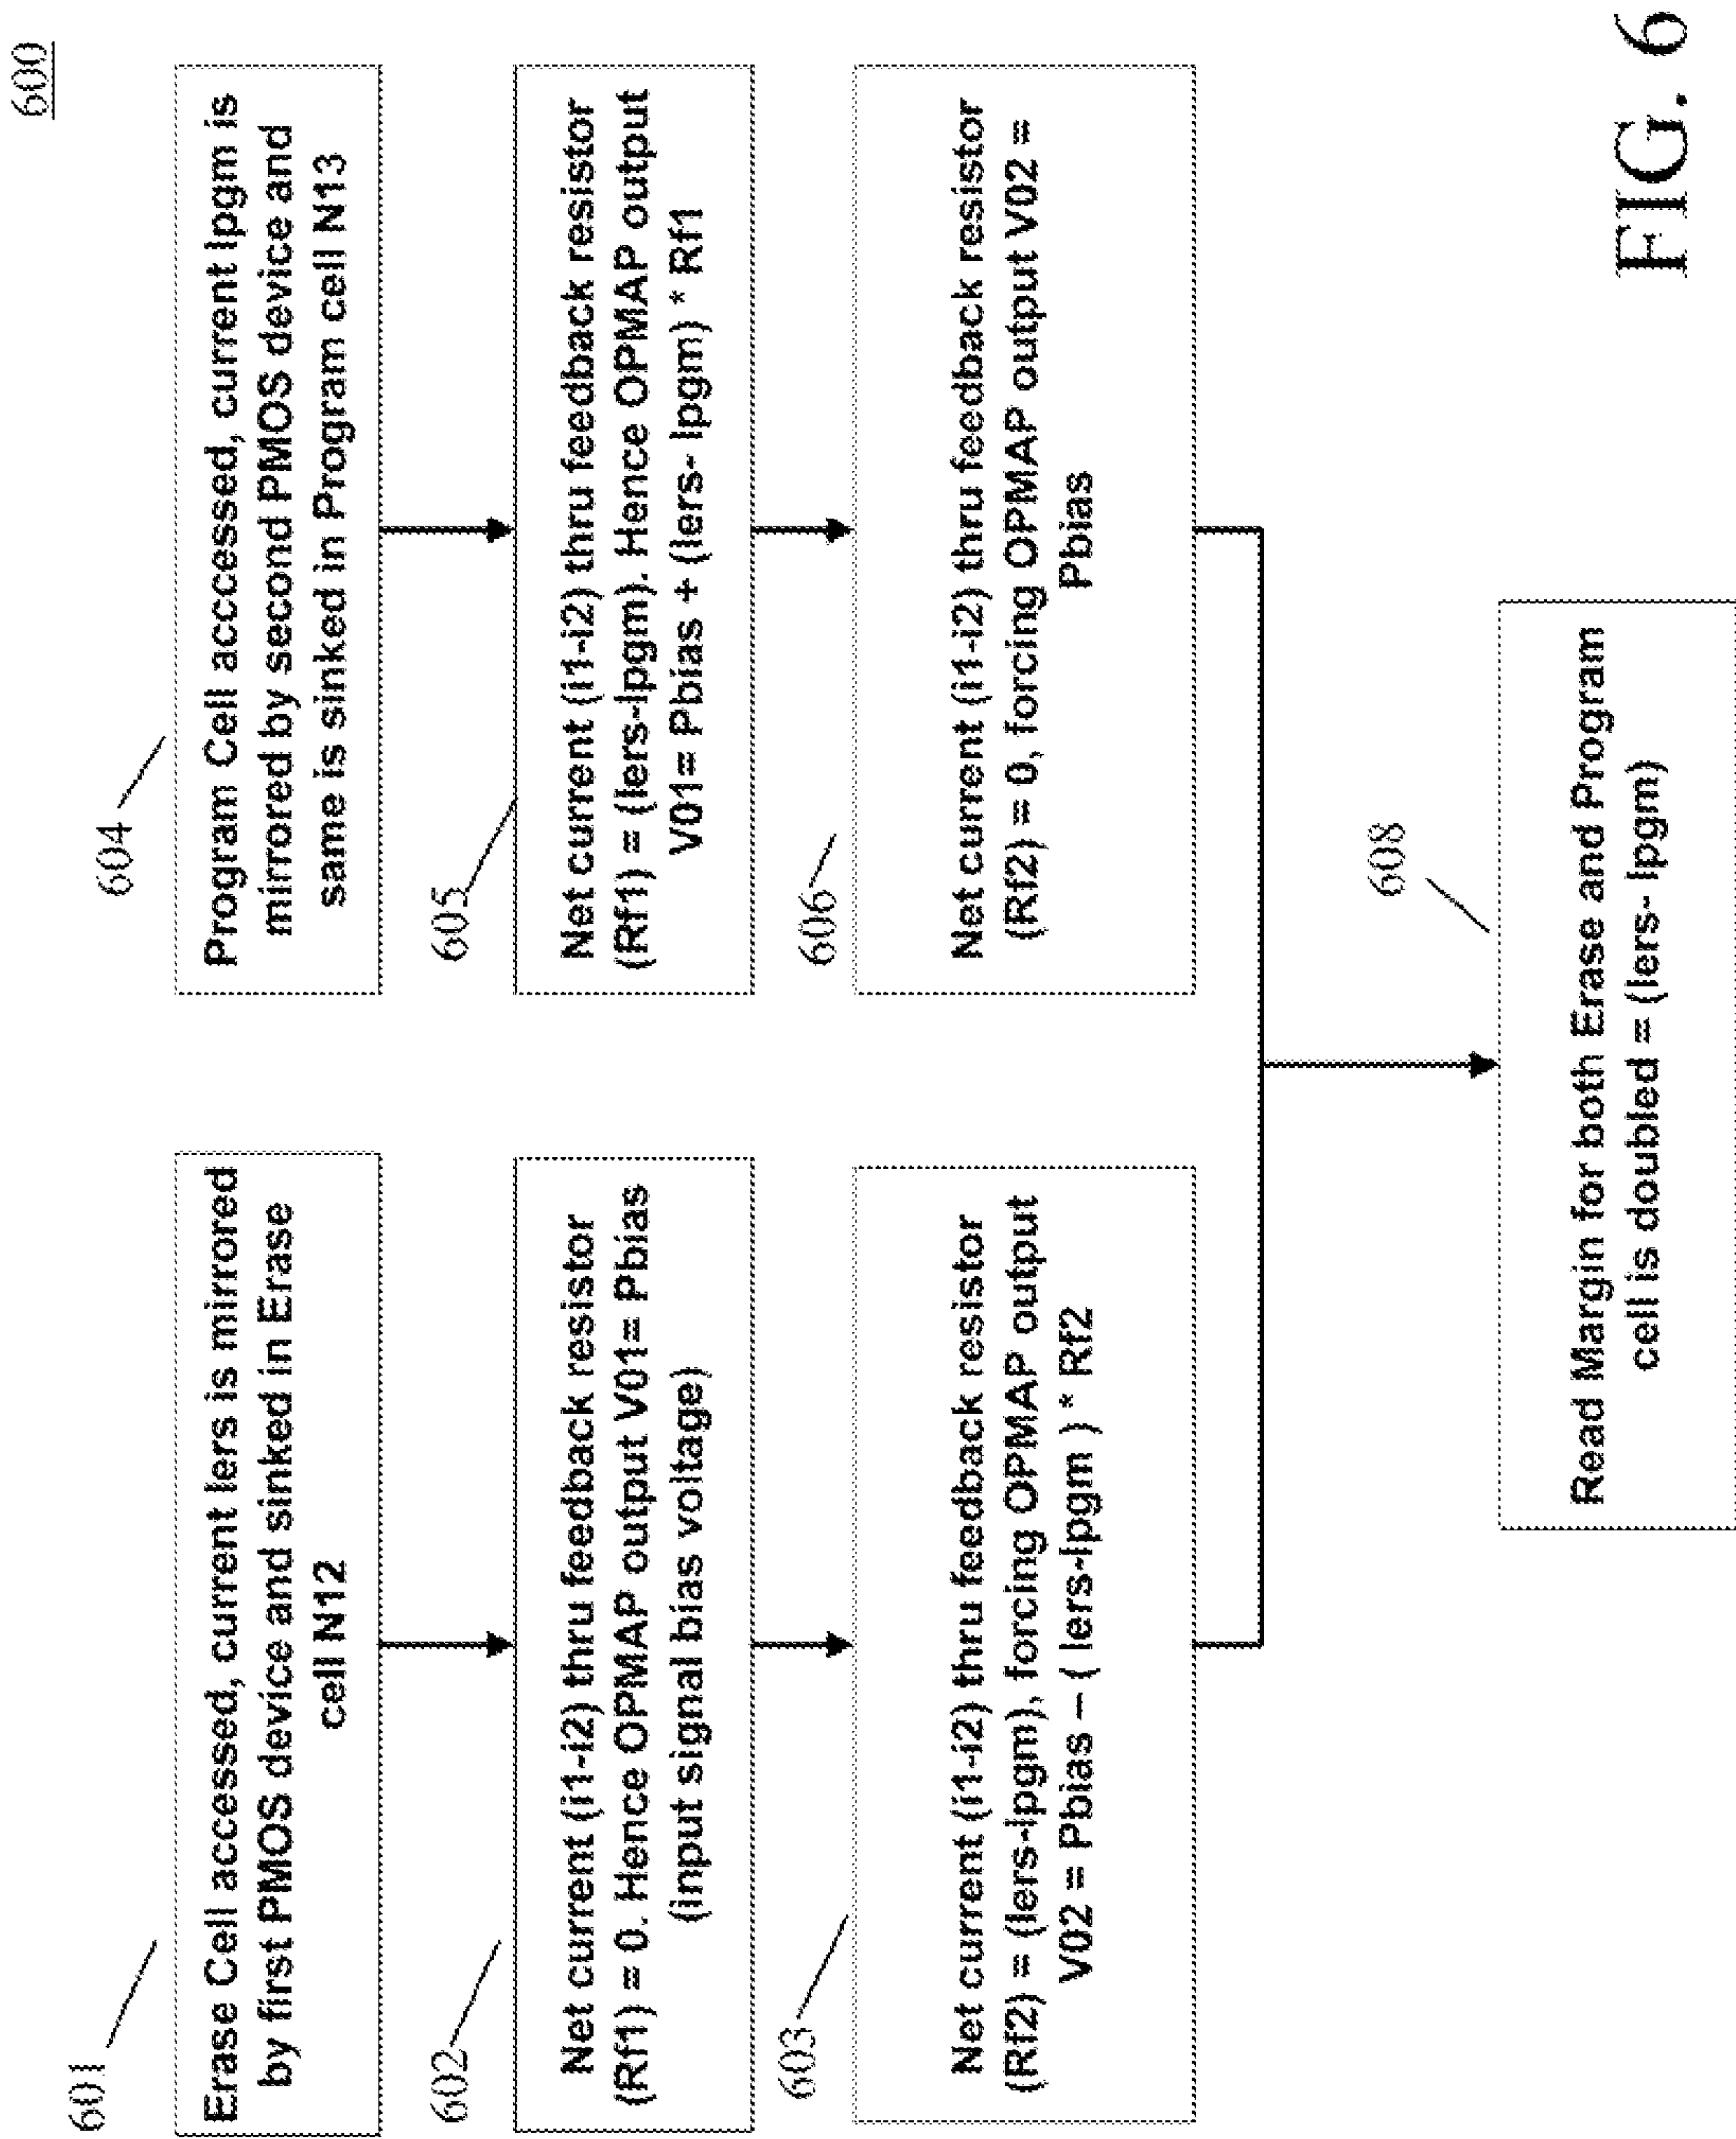 600
601
Erase Cell accessed, current Iers is mirrored
by first PMOS device and sinked in Erase
cell N12
602
Net current (i1-i2) thru feedback resistor
(Rf1) = 0. Hence OPMAP output V01= Pbias
(input signal bias voltage)
603
Net current (i1-i2) thru feedback resistor
(Rf2) = (Iers-Ipgm), forcing OPMAP output
V02 = Pbias – ( Iers-Ipgm ) * Rf2
604
Program Cell accessed, current Ipgm is
mirrored by second PMOS device and
same is sinked in Program cell N13
605
Net current (i1-i2) thru feedback resistor
(Rf1) = (Iers-Ipgm). Hence OPMAP output
V01= Pbias + (Iers- Ipgm) * Rf1
606
Net current (i1-i2) thru feedback resistor
(Rf2) = 0, forcing OPMAP output V02 =
Pbias
608
Read Margin for both Erase and Program
cell is doubled = (Iers- Ipgm)
FIG. 6